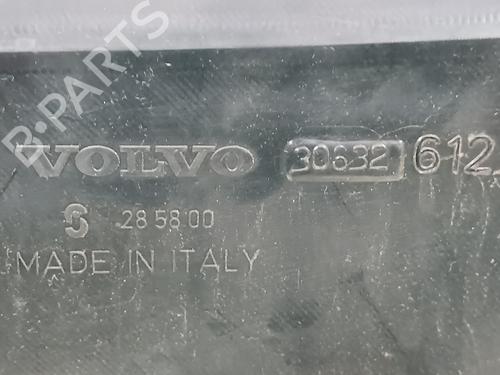 B-PARTS
VOLVO 30632 612
S 28 58 00
MADE IN ITALY